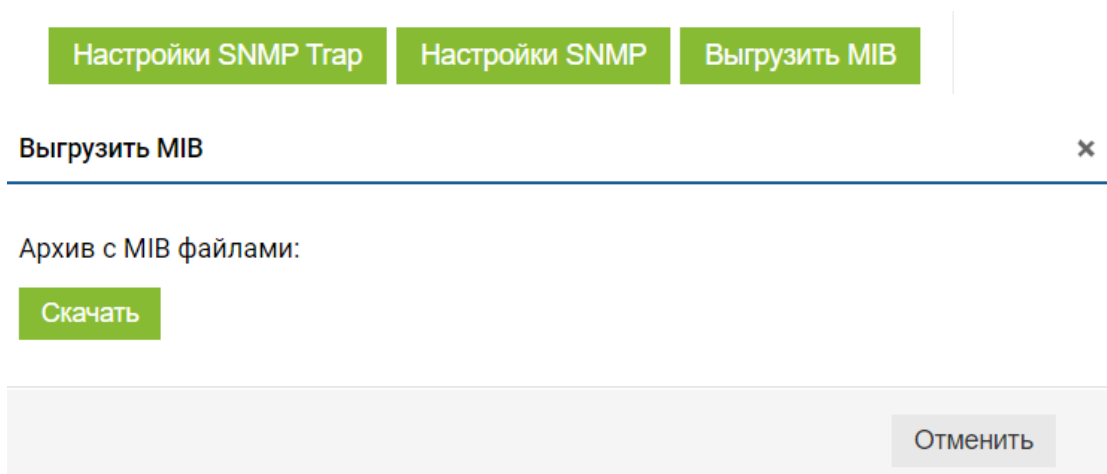 Настройки SNMP Trap Настройки SNMP Выгрузить MIB
Выгрузить MIB
Архив с MIB файлами:
Скачать
Отменить